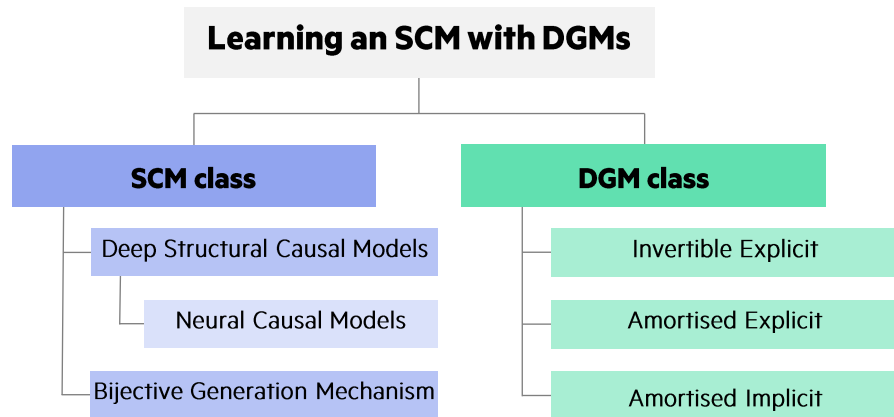 Learning an SCM with DGMs
SCM class
Deep Structural Causal Models
Neural Causal Models
Bijective Generation Mechanism
DGM class
Invertible Explicit
Amortised Explicit
Amortised Implicit